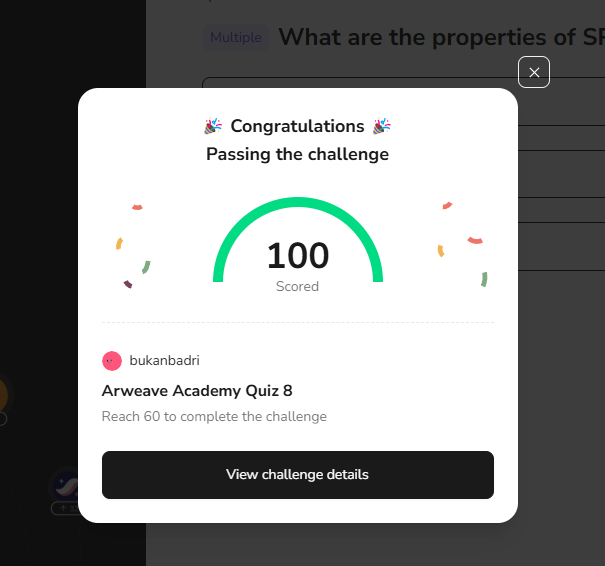 Multiple
What are the properties of
Congratulations
Passing the challenge
100
Scored
bukanbadri
Arweave Academy Quiz 8
Reach 60 to complete the challenge
View challenge details